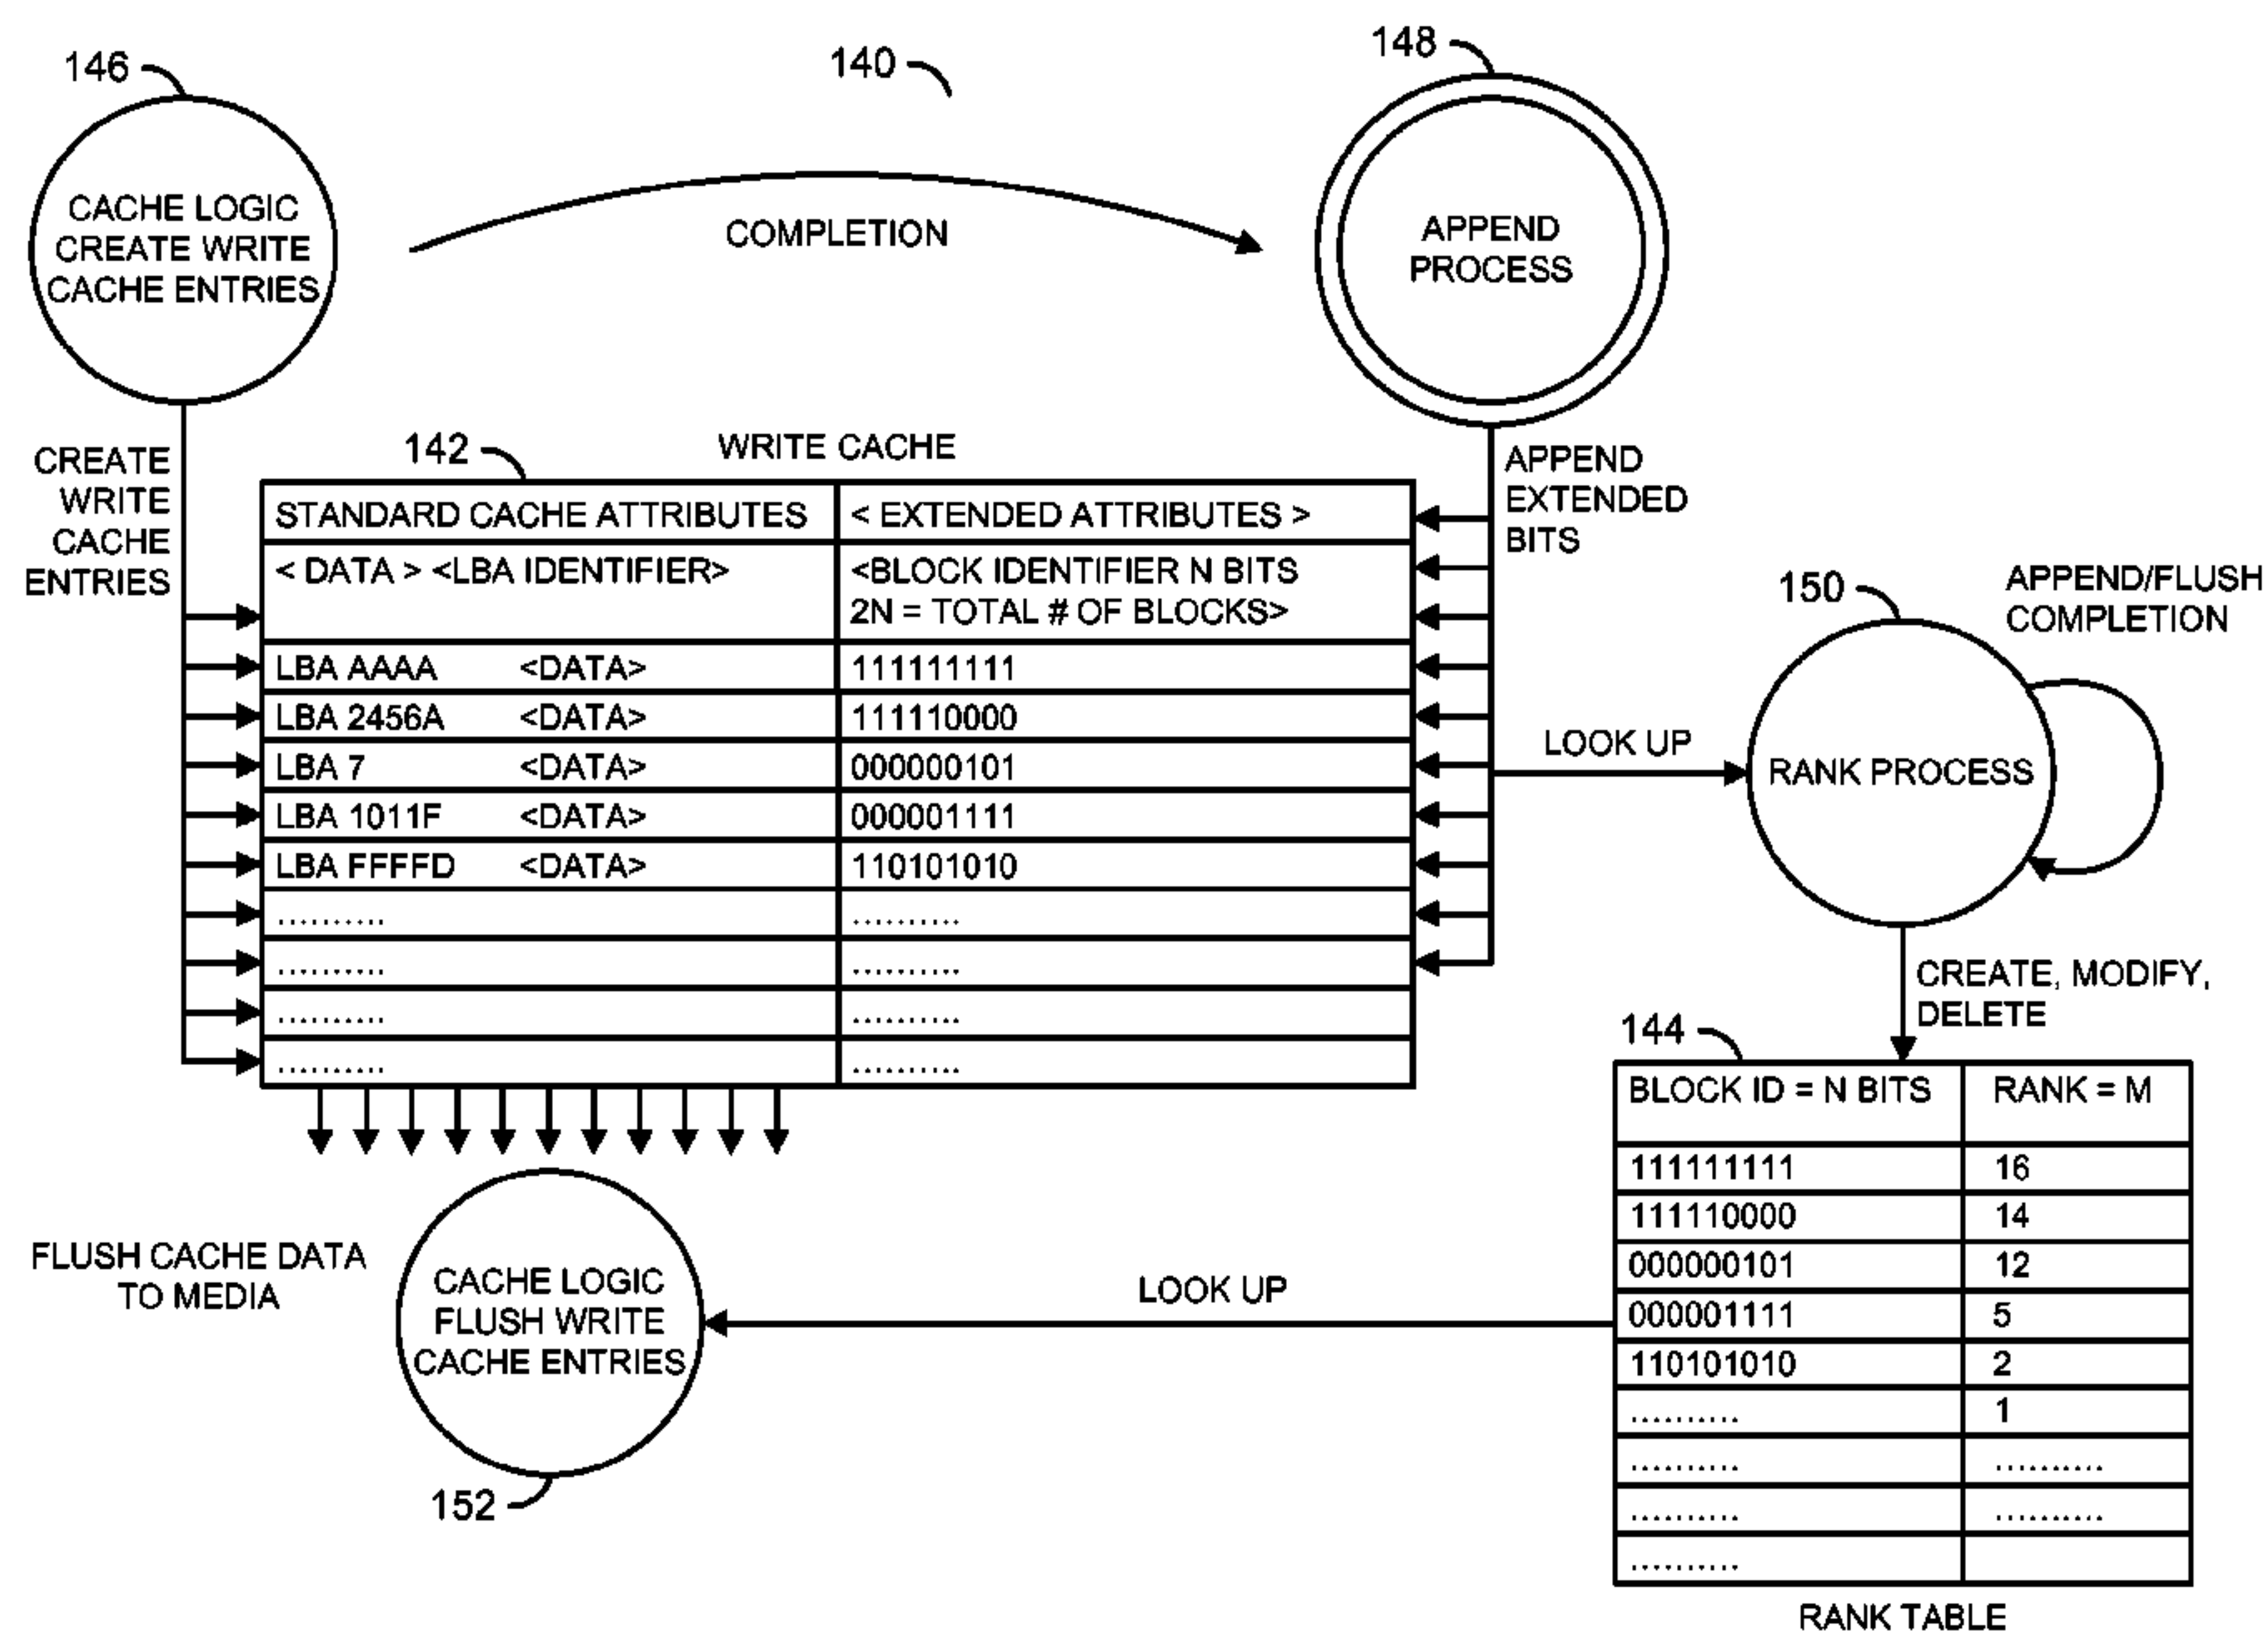 146
140
148
CACHE LOGIC
CREATE WRITE
CACHE ENTRIES
COMPLETION
APPEND
PROCESS
CREATE
WRITE
CACHE
ENTRIES
142
WRITE CACHE
APPEND
EXTENDED
BITS
STANDARD CACHE ATTRIBUTES < EXTENDED ATTRIBUTES >
< DATA > <LBA IDENTIFIER> <BLOCK IDENTIFIER N BITS
2N = TOTAL # OF BLOCKS>
LBA AAAA <DATA> 111111111
LBA 2456A <DATA> 111110000
LBA 7 <DATA> 000000101
LBA 1011F <DATA> 000001111
LBA FFFFD <DATA> 110101010
.......... ..........
.......... ..........
.......... ..........
.......... ..........
LOOK UP
150
APPEND/FLUSH
COMPLETION
RANK PROCESS
CREATE, MODIFY,
DELETE
144
BLOCK ID = N BITS RANK = M
111111111 16
111110000 14
000000101 12
000001111 5
110101010 2
.......... 1
.......... ..........
.......... ..........
..........
RANK TABLE
LOOK UP
FLUSH CACHE DATA
TO MEDIA
CACHE LOGIC
FLUSH WRITE
CACHE ENTRIES
152